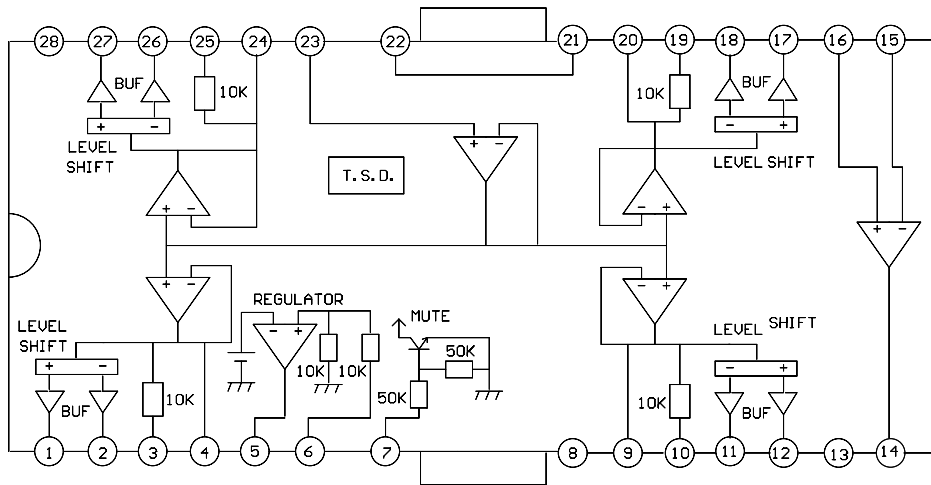 28 27 26 25 24 23 22 21 20 19 18 17 16 15
BUF
10K
10K
BUF
+ -
- +
LEVEL
SHIFT
LEVEL SHIFT
+ -
T.S.D.
+ -
- +
+ -
+ -
- +
REGULATOR
MUTE
LEVEL
SHIFT
- +
LEVEL SHIFT
+ -
10K
10K
50K
- +
BUF
10K
50K
10K
BUF
1 2 3 4 5 6 7 8 9 10 11 12 13 14